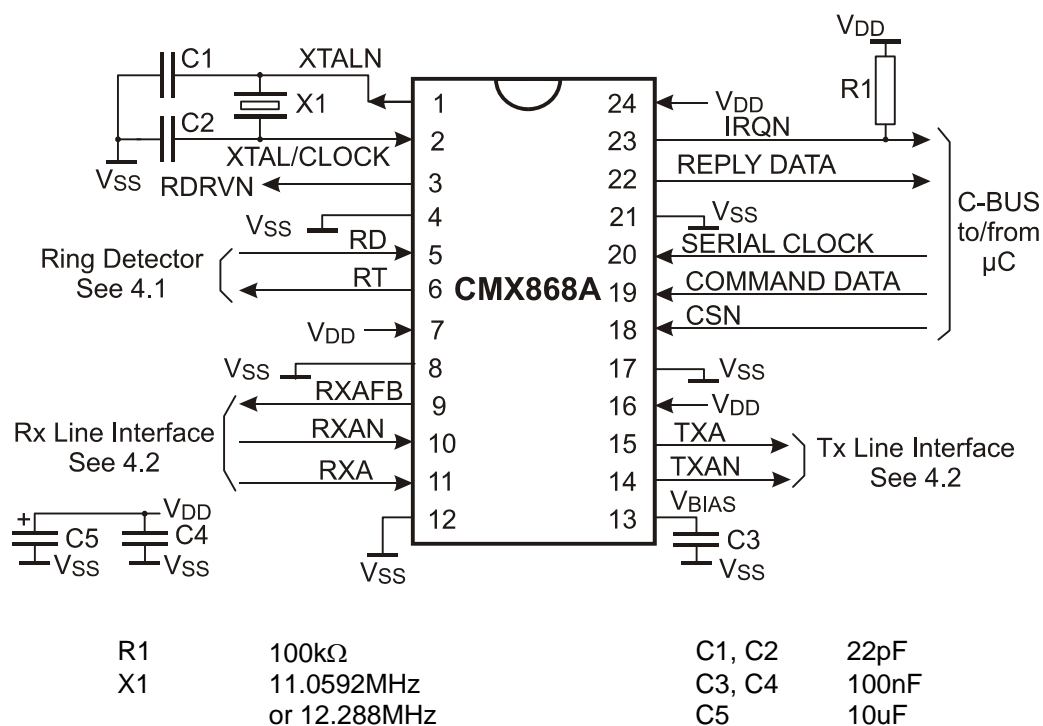 C1
XTALN
X1
C2
XTAL/CLOCK
VSS
RDRVN
VSS
RD
Ring Detector
See 4.1
RT
VDD
VSS
RXAFB
Rx Line Interface
See 4.2
RXAN
RXA
+
VDD
C5
C4
VSS
VSS
VSS
1
2
3
4
5
6
7
8
9
10
11
12
CMX868A
24
23
22
21
20
19
18
17
16
15
14
13
VDD
R1
VDD
IRQN
REPLY DATA
VSS
SERIAL CLOCK
COMMAND DATA
CSN
C-BUS
to/from
µC
VSS
VDD
TXA
TXAN
Tx Line Interface
See 4.2
VBIAS
C3
VSS
R1 100kΩ C1, C2 22pF
X1 11.0592MHz C3, C4 100nF
or 12.288MHz C5 10uF